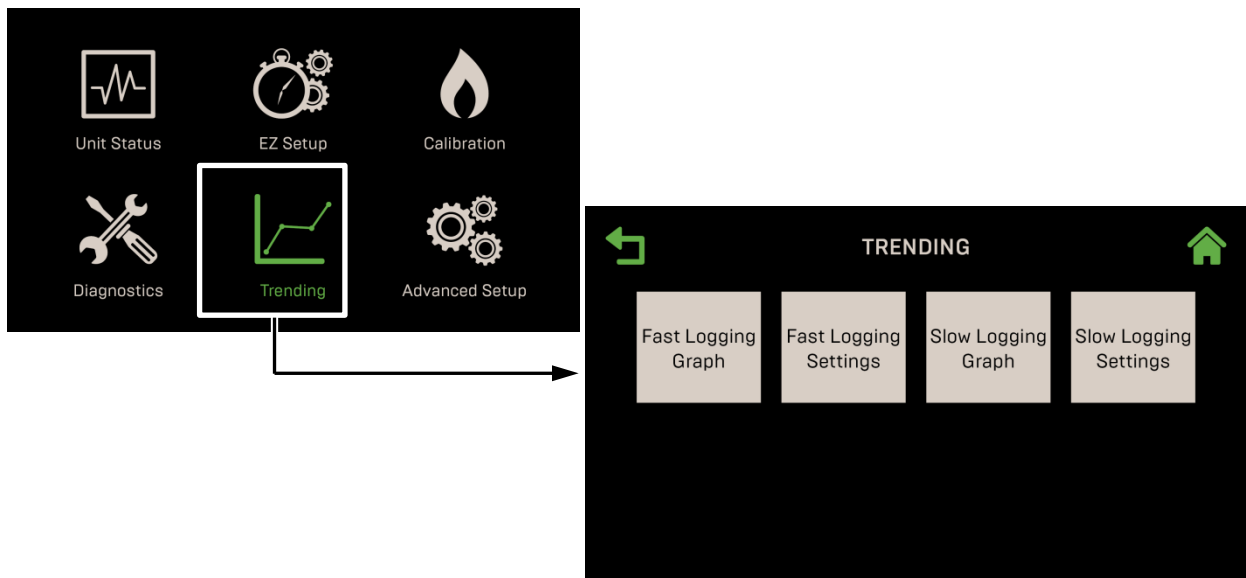 Unit Status
EZ Setup
Calibration
Diagnostics
Trending
Advanced Setup
TRENDING
Fast Logging
Graph
Fast Logging
Settings
Slow Logging
Graph
Slow Logging
Settings